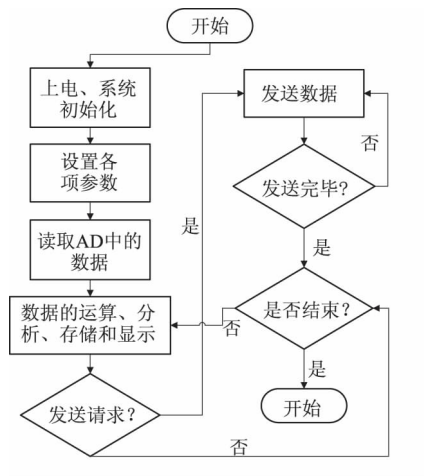 开始
上电、系统
初始化
设置各
项参数
读取AD中的
数据
数据的运算、分
析、存储和显示
发送请求?
是
否
发送数据
否
发送完毕?
是
是否结束?
否
是
开始